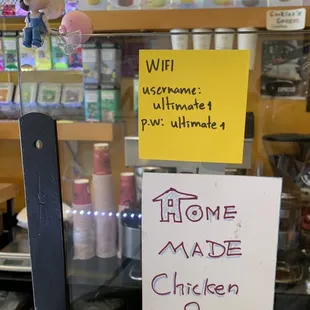 WIFI
username:
ultimate1
p.w: ultimate1
HOME
MADE
Chicken